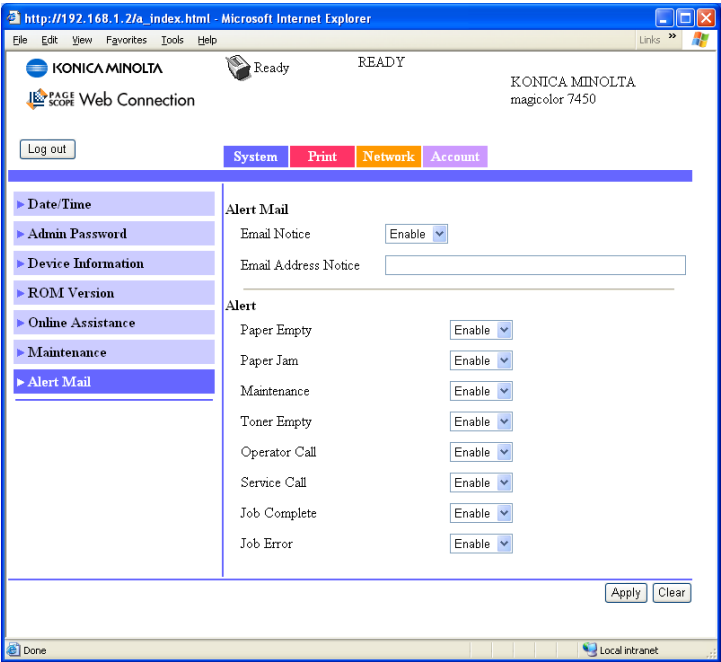 http://192.168.1.2/a_index.html - Microsoft Internet Explorer
File Edit View Favorites Tools Help Links »
KONICA MINOLTA Ready READY
KONICA MINOLTA
magicolor 7450
PAGE SCOPE Web Connection
Log out
System Print Network Account
Date/Time
Admin Password
Device Information
ROM Version
Online Assistance
Maintenance
Alert Mail
Alert Mail
Email Notice Enable
Email Address Notice
Alert
Paper Empty Enable
Paper Jam Enable
Maintenance Enable
Toner Empty Enable
Operator Call Enable
Service Call Enable
Job Complete Enable
Job Error Enable
Apply Clear
Done Local intranet